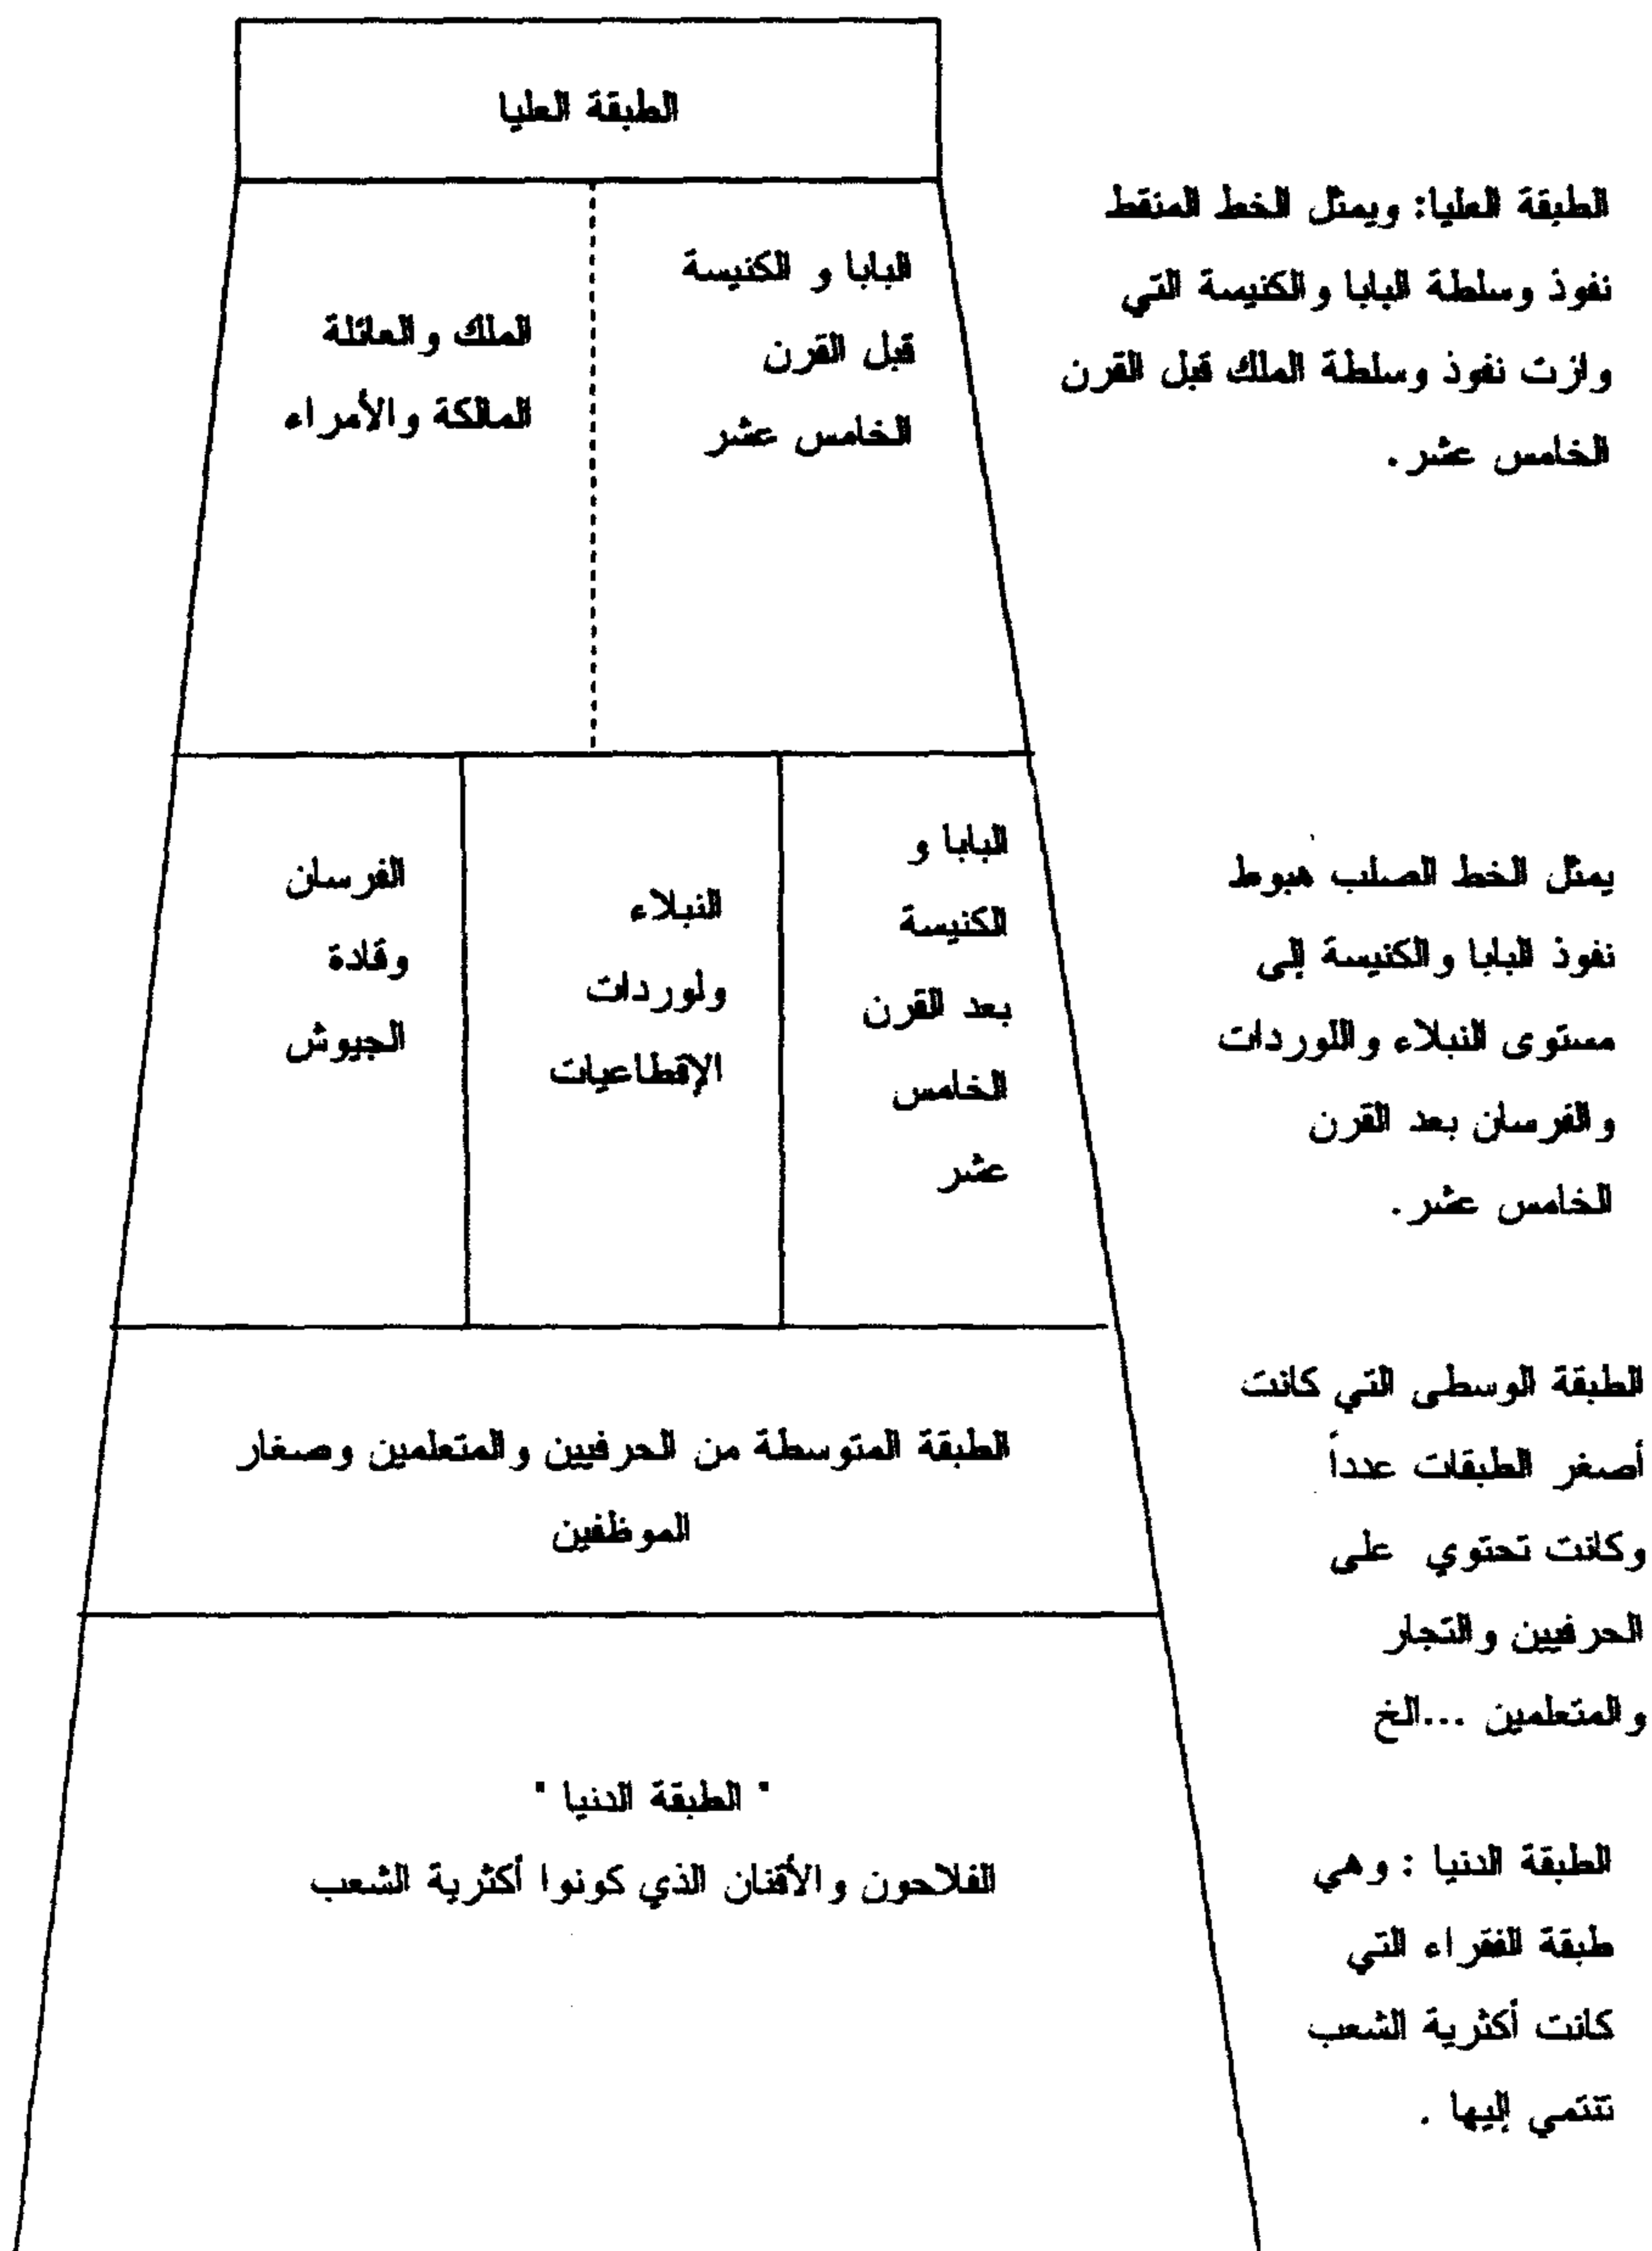 الطبقة العليا
الطبقة العليا: ويمثل الخط المنقط
نفوذ وسلطة البابا والكنيسة التي
وازت نفوذ وسلطة الملك قبل القرن
الخامس عشر.
البابا و الكنيسة
قبل القرن
الخامس عشر
الملك والعائلة
المالكة والأمراء
يمثل الخط الصلب هبوط
نفوذ البابا والكنيسة إلى
مستوى النبلاء واللوردات
والفرسان بعد القرن
الخامس عشر.
البابا و
الكنيسة
بعد القرن
الخامس
عشر
النبلاء
ولوردات
الإقطاعيات
الفرسان
وقادة
الجيوش
الطبقة الوسطى التي كانت
أصغر الطبقات عدداً
وكانت تحتوي على
الحرفيين والتجار
والمتعلمين ...الخ
الطبقة المتوسطة من الحرفيين والمتعلمين وصغار
الموظفين
" الطبقة الدنيا "
الفلاحون والأقنان الذي كونوا أكثرية الشعب
الطبقة الدنيا : وهي
طبقة الفقراء التي
كانت أكثرية الشعب
تنتمي إليها .